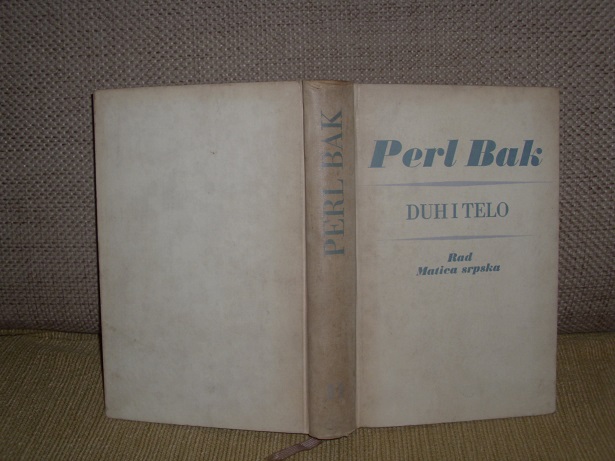 PERL-BAK
Perl Bak
DUH I TELO
Rad
Matica srpska